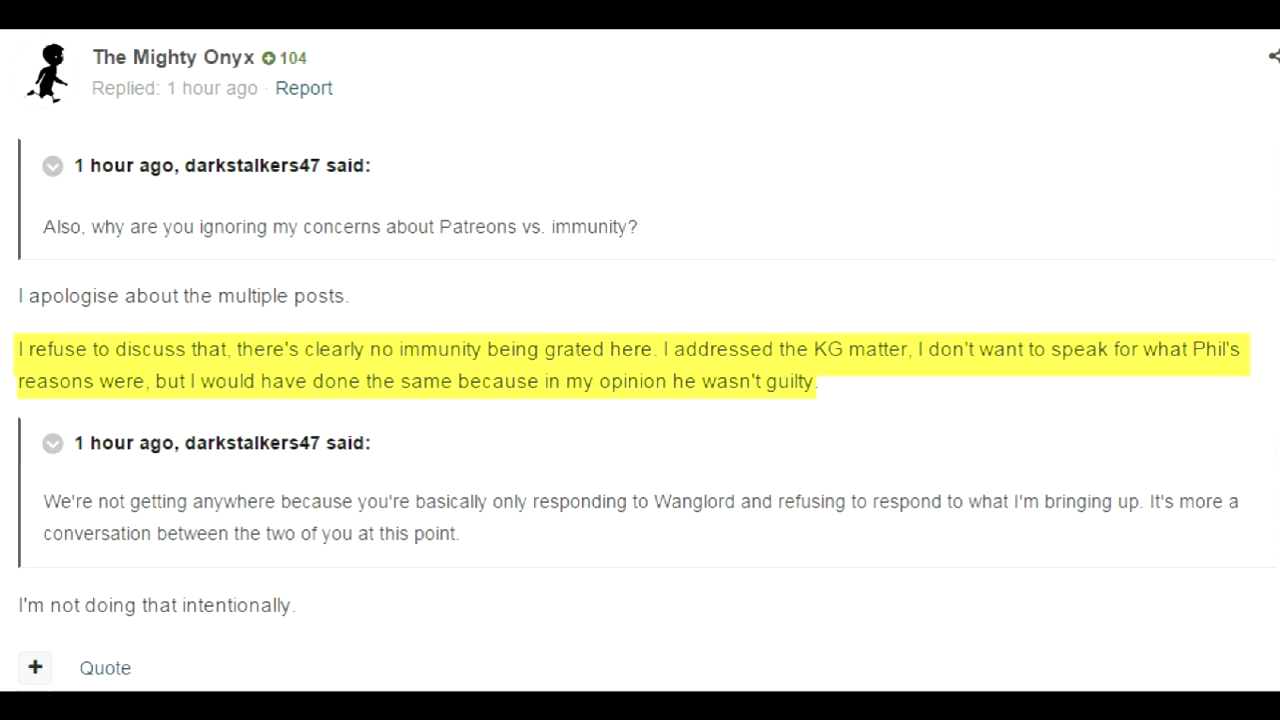 The Mighty Onyx 104
Replied: 1 hour ago · Report
1 hour ago, darkstalkers47 said:
Also, why are you ignoring my concerns about Patreons vs. immunity?
I apologise about the multiple posts.
I refuse to discuss that, there's clearly no immunity being grated here. I addressed the KG matter, I don't want to speak for what Phil's
reasons were, but I would have done the same because in my opinion he wasn't guilty.
1 hour ago, darkstalkers47 said:
We're not getting anywhere because you're basically only responding to Wanglord and refusing to respond to what I'm bringing up. It's more a
conversation between the two of you at this point.
I'm not doing that intentionally.
+ Quote